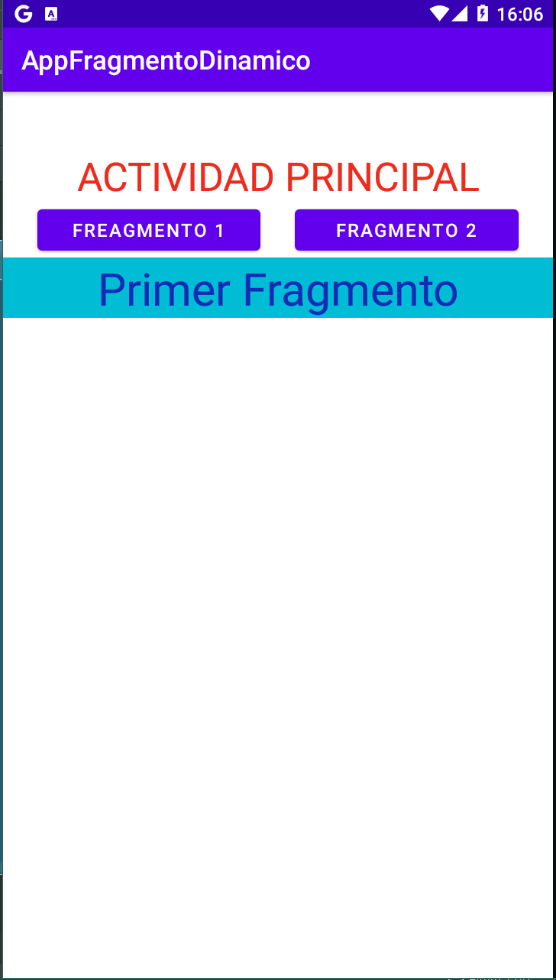 16:06
AppFragmentoDinamico
ACTIVIDAD PRINCIPAL
FREAGMENTO 1 FRAGMENTO 2
Primer Fragmento